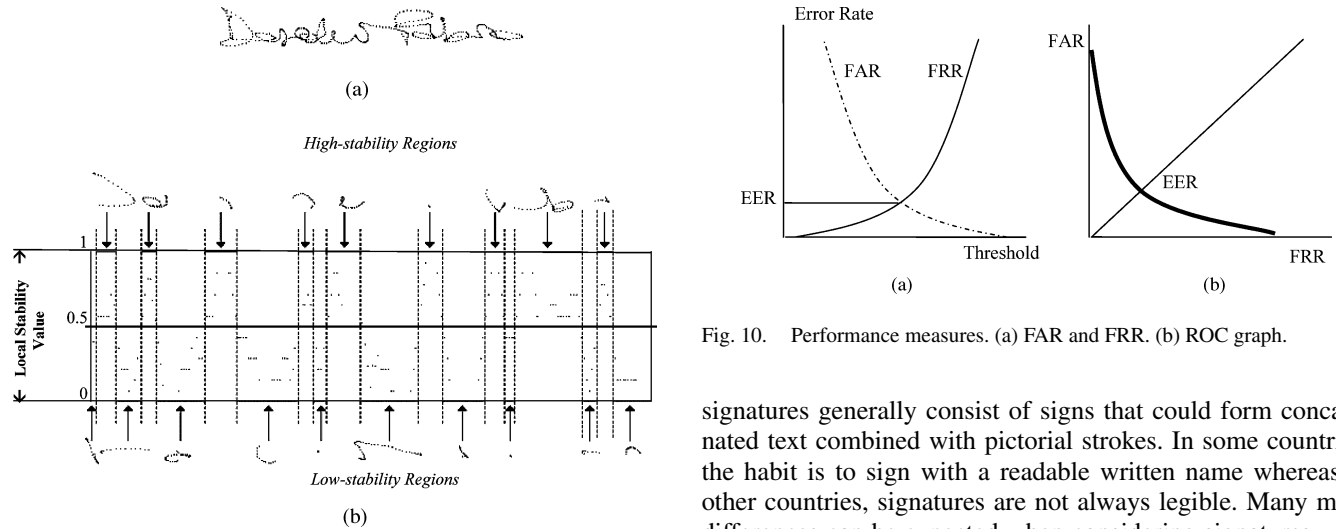 (a)
High-stability Regions
1
Local Stability
Value
0.5
0
Low-stability Regions
(b)
Error Rate
FAR
FRR
EER
Threshold
(a)
FAR
EER
FRR
(b)
Fig. 10. Performance measures. (a) FAR and FRR. (b) ROC graph.
signatures generally consist of signs that could form conca
nated text combined with pictorial strokes. In some countri
the habit is to sign with a readable written name whereas
other countries, signatures are not always legible. Many m